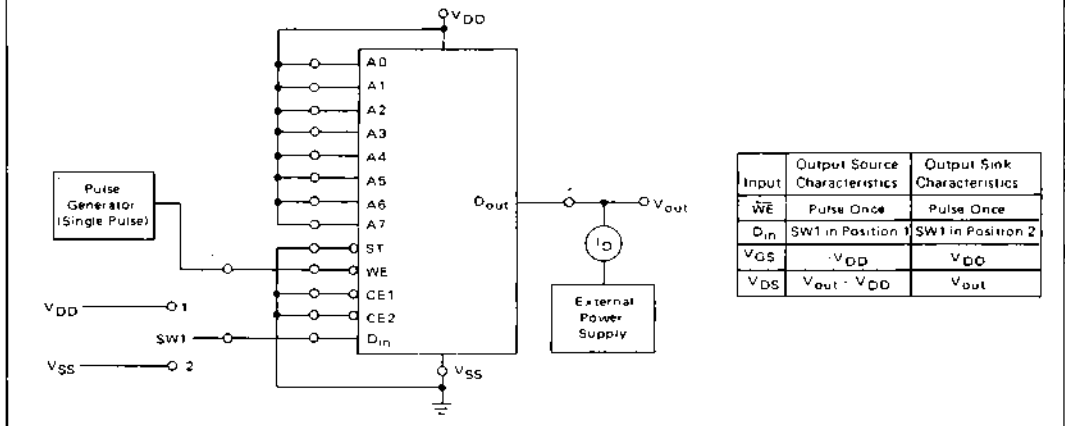 VDD
A0
A1
A2
A3
A4
A5
A6
A7
ST
WE
CE1
CE2
Din
Dout
Vout
ID
External
Power
Supply
VSS
Pulse
Generator
(Single Pulse)
VDD 1
SW1
VSS 2
Input Output Source Characteristics Output Sink Characteristics
WE Pulse Once Pulse Once
Din SW1 in Position 1 SW1 in Position 2
VGS -VDD VDD
VDS Vout - VDD Vout